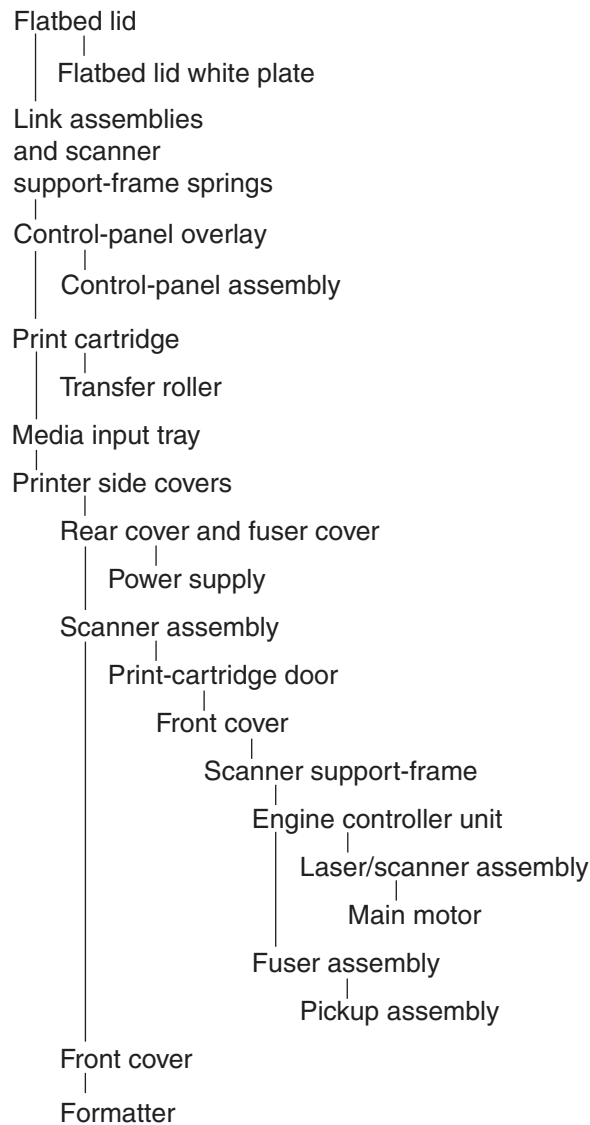 Flatbed lid
Flatbed lid white plate
Link assemblies
and scanner
support-frame springs
Control-panel overlay
Control-panel assembly
Print cartridge
Transfer roller
Media input tray
Printer side covers
Rear cover and fuser cover
Power supply
Scanner assembly
Print-cartridge door
Front cover
Scanner support-frame
Engine controller unit
Laser/scanner assembly
Main motor
Fuser assembly
Pickup assembly
Front cover
Formatter